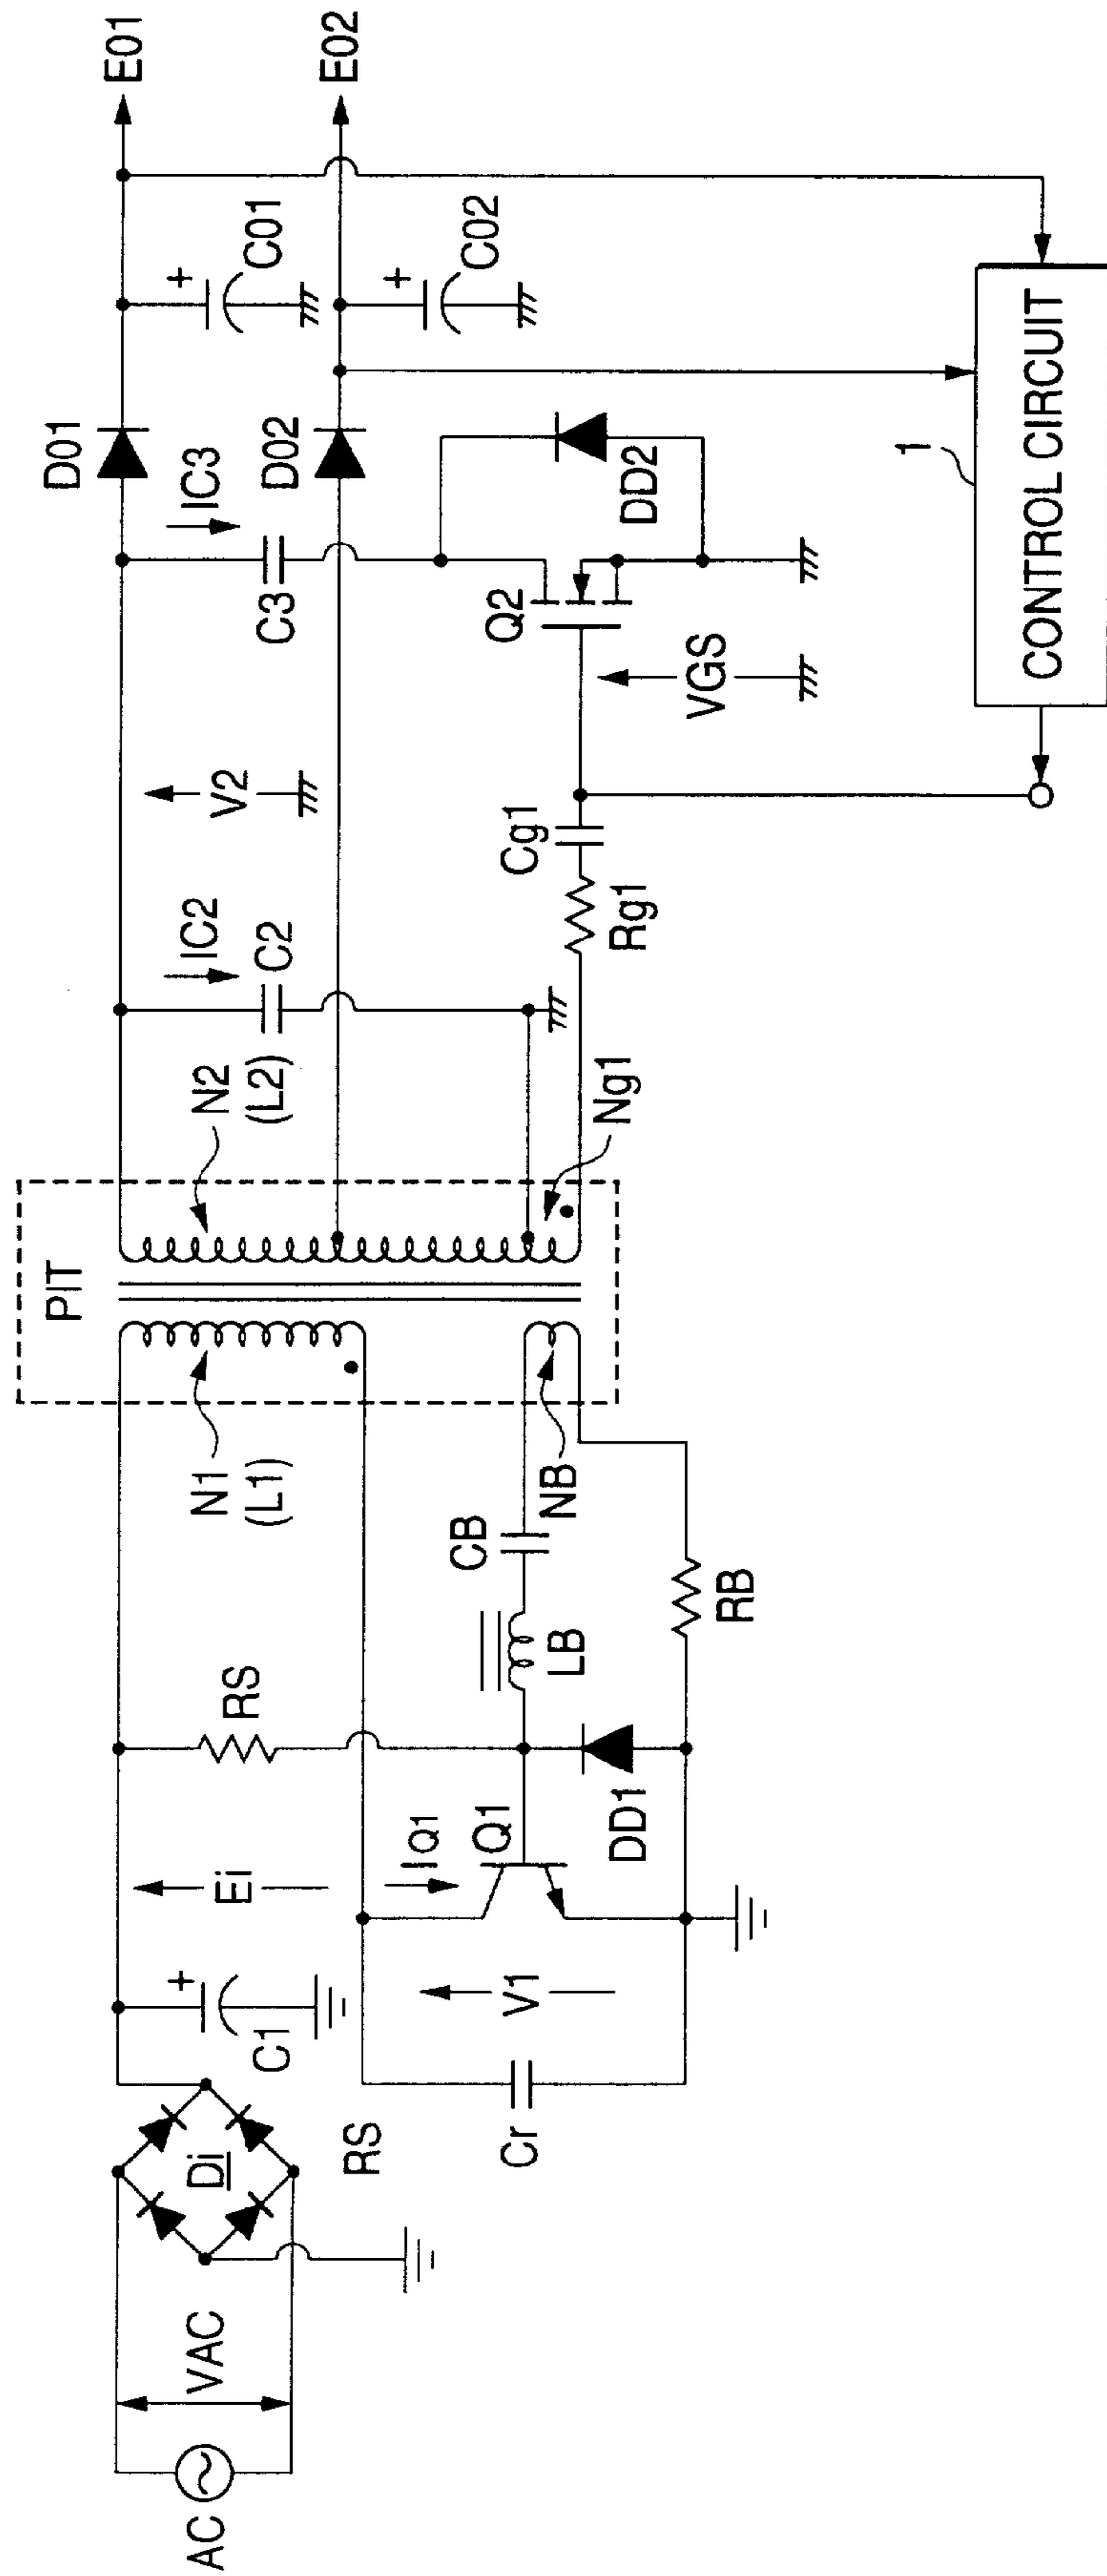 AC
VAC
Di
RS
C1
+
Ei
Cr
V1
IQ1
Q1
DD1
RS
LB
CB
RB
N1
(L1)
NB
PIT
N2
(L2)
Ng1
IC2
C2
V2
Rg1
Cg1
VGS
Q2
C3
IC3
DD2
D01
D02
+
C01
+
C02
E01
E02
1
CONTROL CIRCUIT